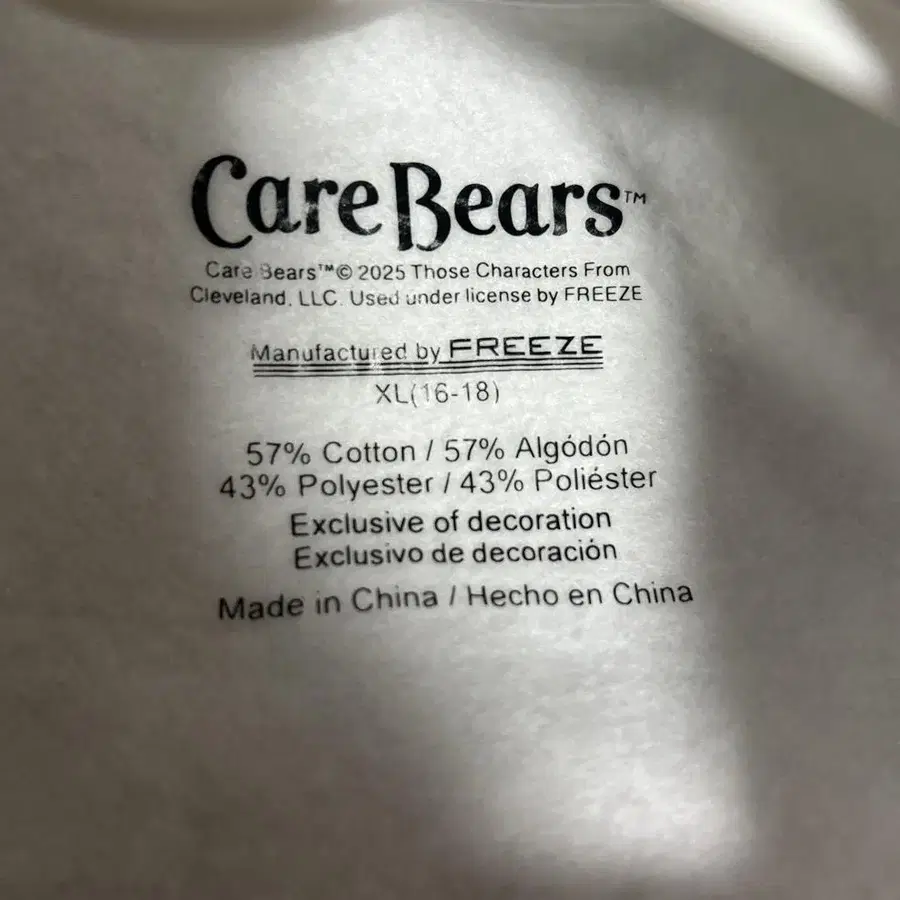 Care Bears™
Care Bears™© 2025 Those Characters From
Cleveland, LLC. Used under license by FREEZE
Manufactured by FREEZE
XL(16-18)
57% Cotton / 57% Algódón
43% Polyester / 43% Poliéster
Exclusive of decoration
Exclusivo de decoración
Made in China / Hecho en China